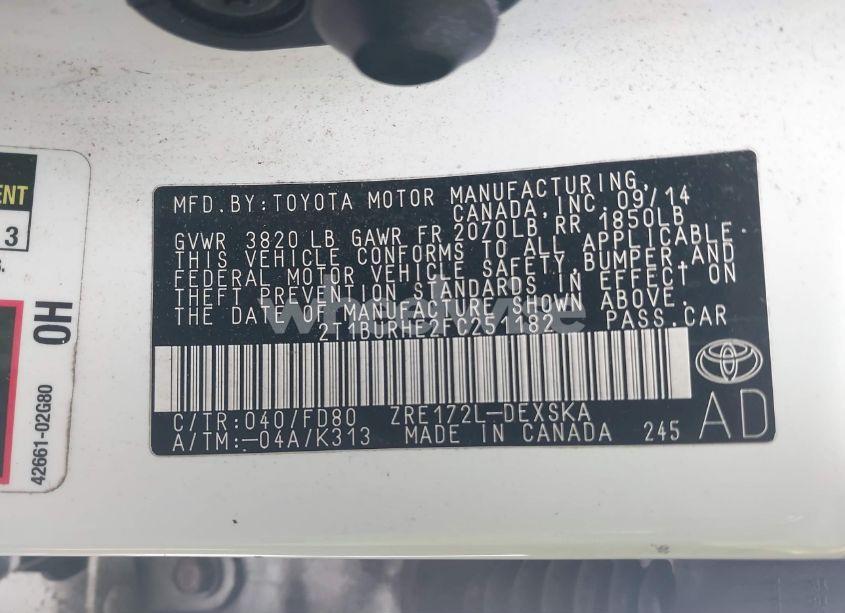 ENT
3
S.
OH
42661-02G80
MFD. BY: TOYOTA MOTOR MANUFACTURING,
CANADA, INC. 09/14
GVWR 3820 LB GAWR FR 2070LB RR 1850LB
THIS VEHICLE CONFORMS TO ALL APPLICABLE
FEDERAL MOTOR VEHICLE SAFETY, BUMPER AND
THEFT PREVENTION STANDARDS IN EFFECT ON
THE DATE OF MANUFACTURE SHOWN ABOVE.
2T1BURHE2FC251182 PASS.CAR
C/TR:040/FD80 ZRE172L-DEXSKA
A/TM:-04A/K313 MADE IN CANADA 245
AD